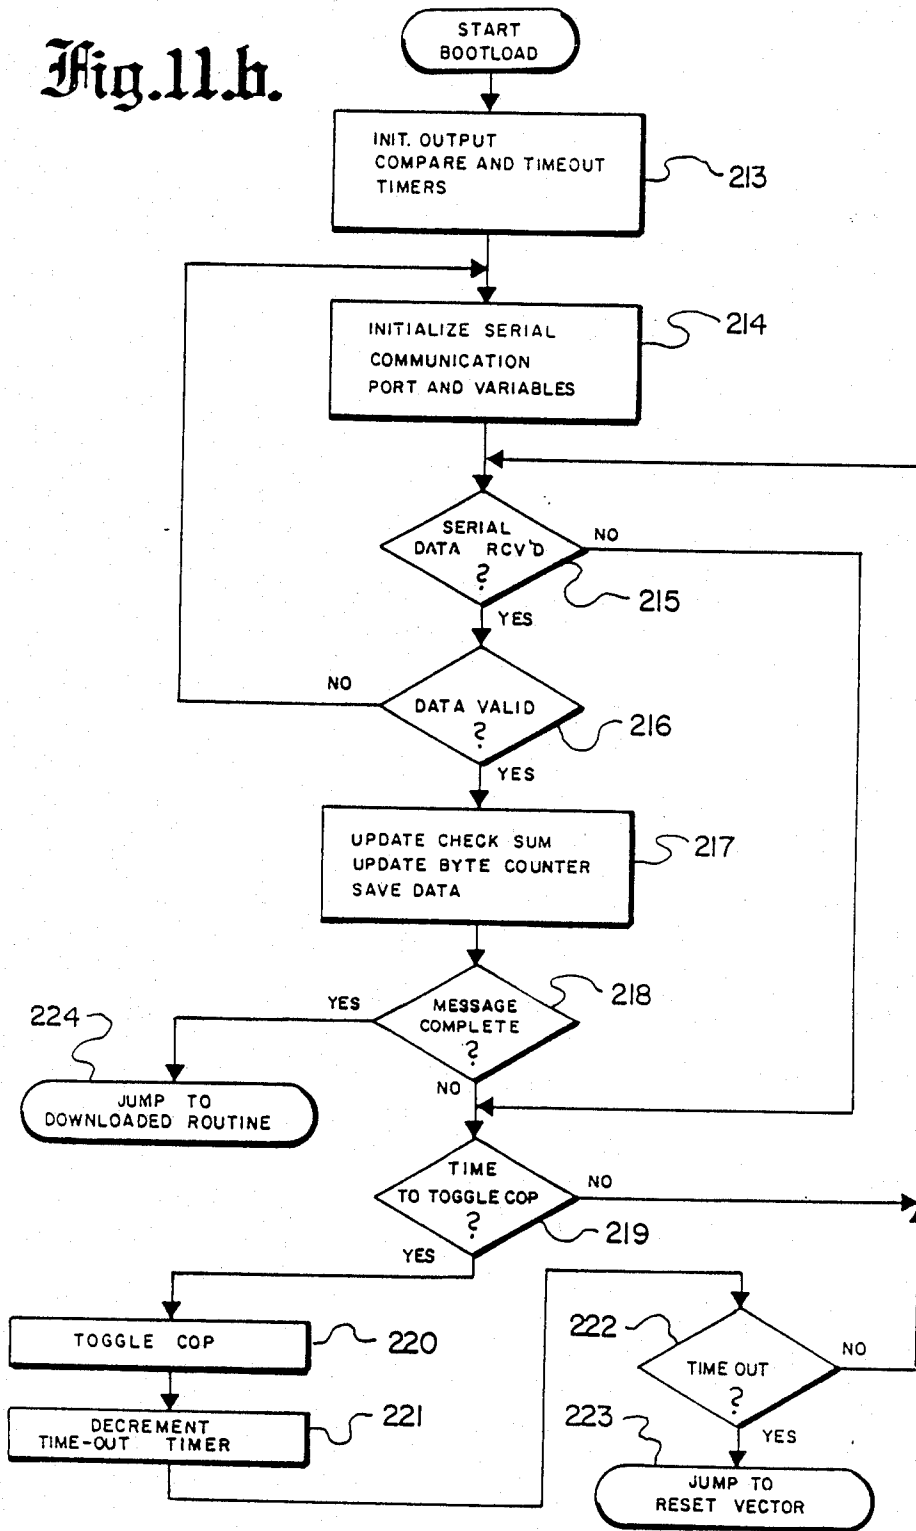 Fig.11.b.
START
BOOTLOAD
INIT. OUTPUT
COMPARE AND TIMEOUT
TIMERS
213
INITIALIZE SERIAL
COMMUNICATION
PORT AND VARIABLES
214
SERIAL
DATA RCV'D
?
NO
215
YES
DATA VALID
?
NO
216
YES
UPDATE CHECK SUM
UPDATE BYTE COUNTER
SAVE DATA
217
MESSAGE
COMPLETE
?
218
YES
224
NO
JUMP TO
DOWNLOADED ROUTINE
TIME
TO TOGGLE COP
?
NO
219
YES
TOGGLE COP
220
DECREMENT
TIME-OUT TIMER
221
222
TIME OUT
?
NO
223
YES
JUMP TO
RESET VECTOR